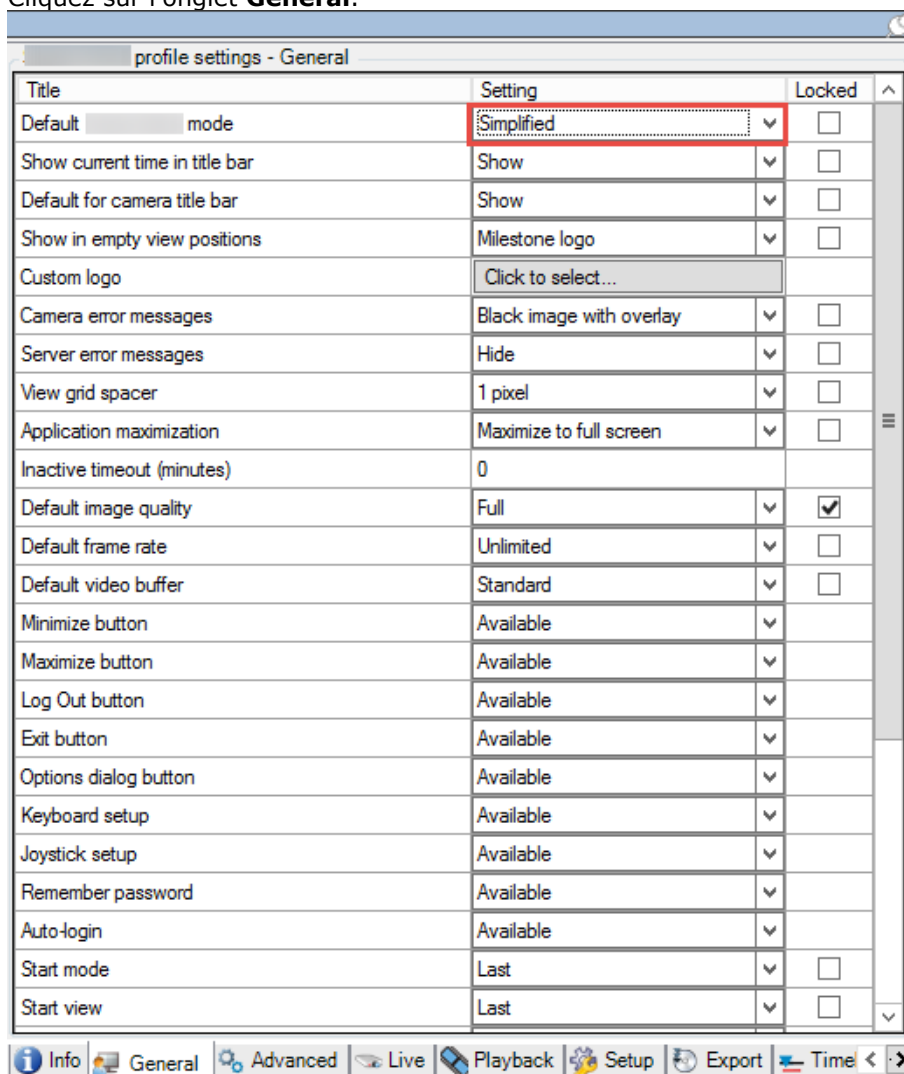 Cliquez sur l'onglet General.
profile settings - General
Title Setting Locked
Default mode Simplified
Show current time in title bar Show
Default for camera title bar Show
Show in empty view positions Milestone logo
Custom logo Click to select...
Camera error messages Black image with overlay
Server error messages Hide
View grid spacer 1 pixel
Application maximization Maximize to full screen
Inactive timeout (minutes) 0
Default image quality Full
Default frame rate Unlimited
Default video buffer Standard
Minimize button Available
Maximize button Available
Log Out button Available
Exit button Available
Options dialog button Available
Keyboard setup Available
Joystick setup Available
Remember password Available
Auto-login Available
Start mode Last
Start view Last
Info General Advanced Live Playback Setup Export Time